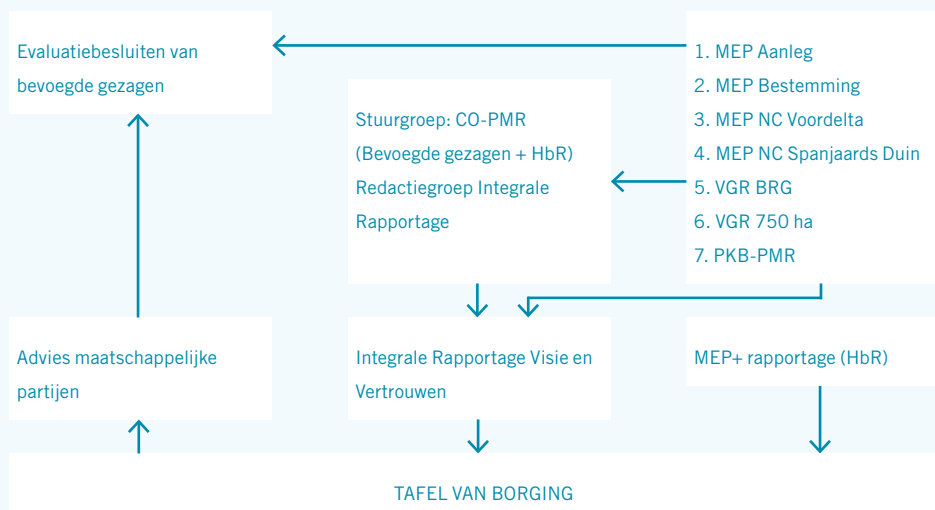 Evaluatiebesluiten van
bevoegde gezagen
Stuurgroep: CO-PMR
(Bevoegde gezagen + HbR)
Redactiegroep Integrale
Rapportage
1. MEP Aanleg
2. MEP Bestemming
3. MEP NC Voordelta
4. MEP NC Spanjaards Duin
5. VGR BRG
6. VGR 750 ha
7. PKB-PMR
Advies maatschappelijke
partijen
Integrale Rapportage Visie en
Vertrouwen
MEP+ rapportage (HbR)
TAFEL VAN BORGING